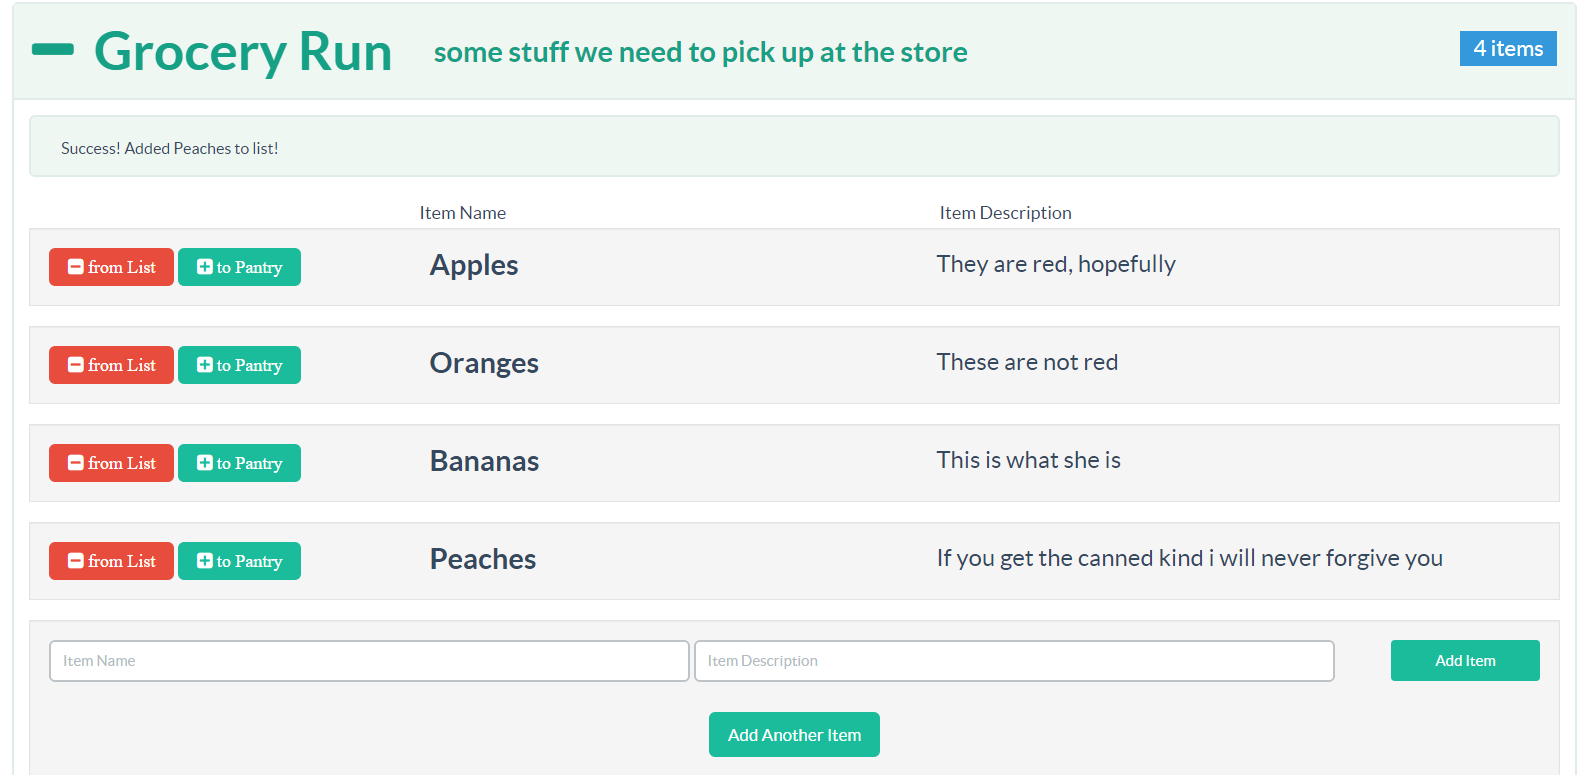 Grocery Run some stuff we need to pick up at the store 4 items
Success! Added Peaches to list!
Item Name Item Description
from List to Pantry Apples They are red, hopefully
from List to Pantry Oranges These are not red
from List to Pantry Bananas This is what she is
from List to Pantry Peaches If you get the canned kind i will never forgive you
Item Name Item Description Add Item
Add Another Item